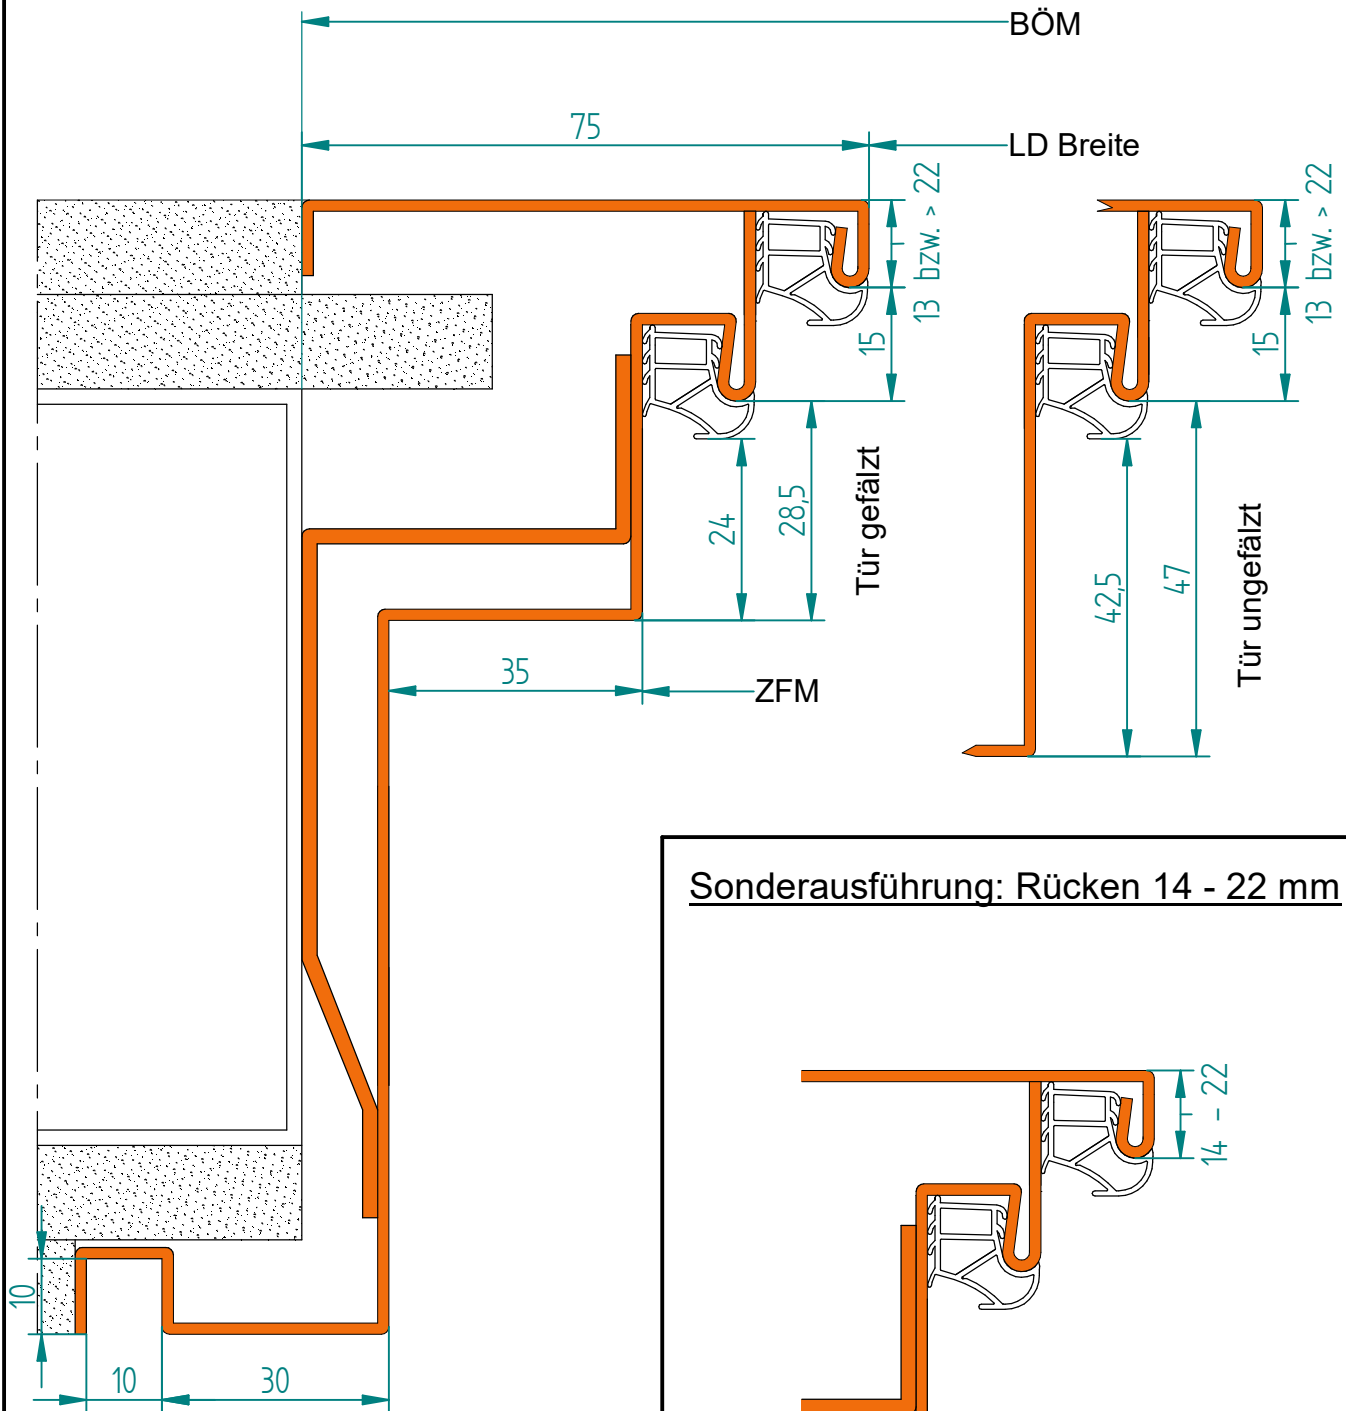 BÖM
75
LD Breite
13 bzw. > 22
15
13 bzw. > 22
15
24
28,5
Tür gefälzt
42,5
47
Tür ungefälzt
35
ZFM
Sonderausführung: Rücken 14 - 22 mm
14 - 22
10
10
30